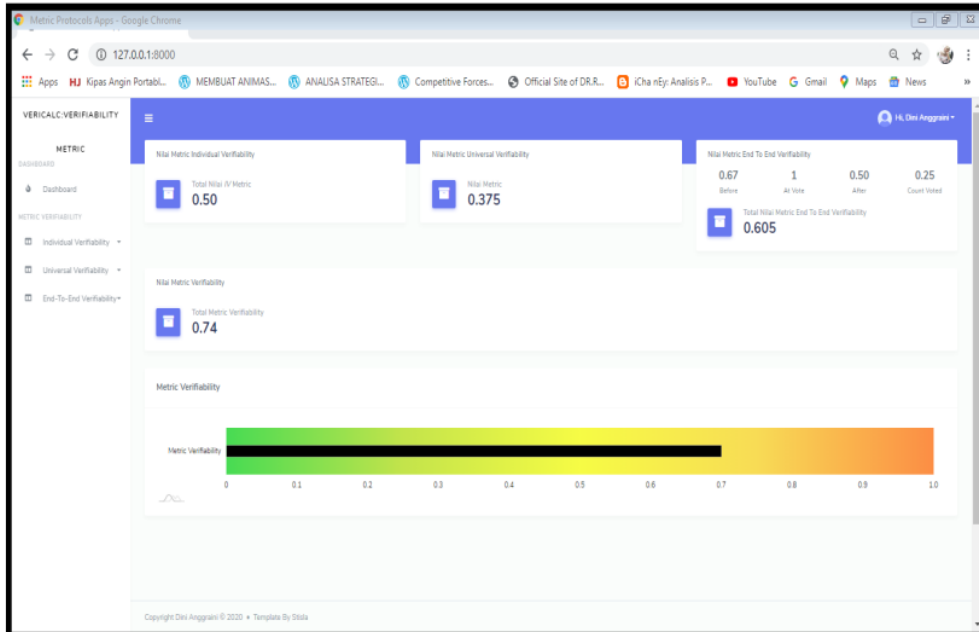 Metric Protocols Apps - Google Chrome
127.0.0.1:8000
Apps HJ Kipas Angin Portabl... MEMBUAT ANIMAS... ANALISA STRATEGI... Competitive Forces... Official Site of DR.R... iCha nEy: Analisis P... YouTube Gmail Maps News »
VERICALC:VERIFIABILITY METRIC
Hi, Dini Anggraini
DASHBOARD
Dashboard
METRIC VERIFIABILITY
Individual Verifiability
Universal Verifiability
End-To-End Verifiability
Nilai Metric Individual Verifiability
Total Nilai IV Metric
0.50
Nilai Metric Universal Verifiability
Nilai Metric
0.375
Nilai Metric End To End Verifiability
0.67 1 0.50 0.25
Before At Vote After Count Voted
Total Nilai Metric End To End Verifiability
0.605
Nilai Metric Verifiability
Total Metric Verifiability
0.74
Metric Verifiability
Metric Verifiability
0 0.1 0.2 0.3 0.4 0.5 0.6 0.7 0.8 0.9 1.0
Copyright Dini Anggraini © 2020 • Template By Stisla